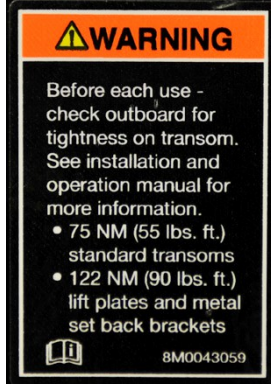 WARNING
Before each use -
check outboard for
tightness on transom.
See installation and
operation manual for
more information.
• 75 NM (55 lbs. ft.)
standard transoms
• 122 NM (90 lbs. ft.)
lift plates and metal
set back brackets
8M0043059